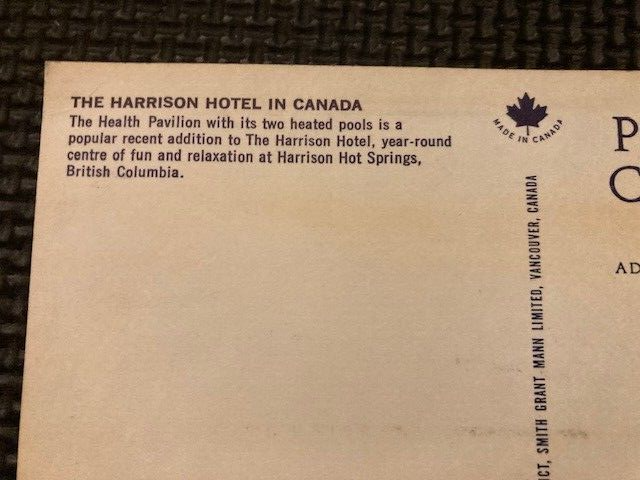 THE HARRISON HOTEL IN CANADA
The Health Pavilion with its two heated pools is a
popular recent addition to The Harrison Hotel, year-round
centre of fun and relaxation at Harrison Hot Springs,
British Columbia.
MADE IN CANADA
SMITH GRANT MANN LIMITED, VANCOUVER, CANADA